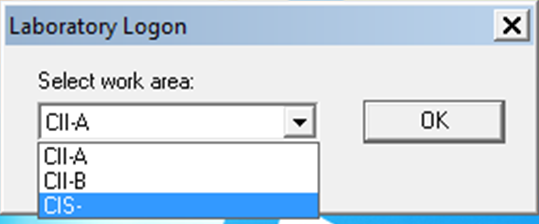 Laboratory Logon
Select work area:
CII-A
OK
CII-A
CII-B
CIS-